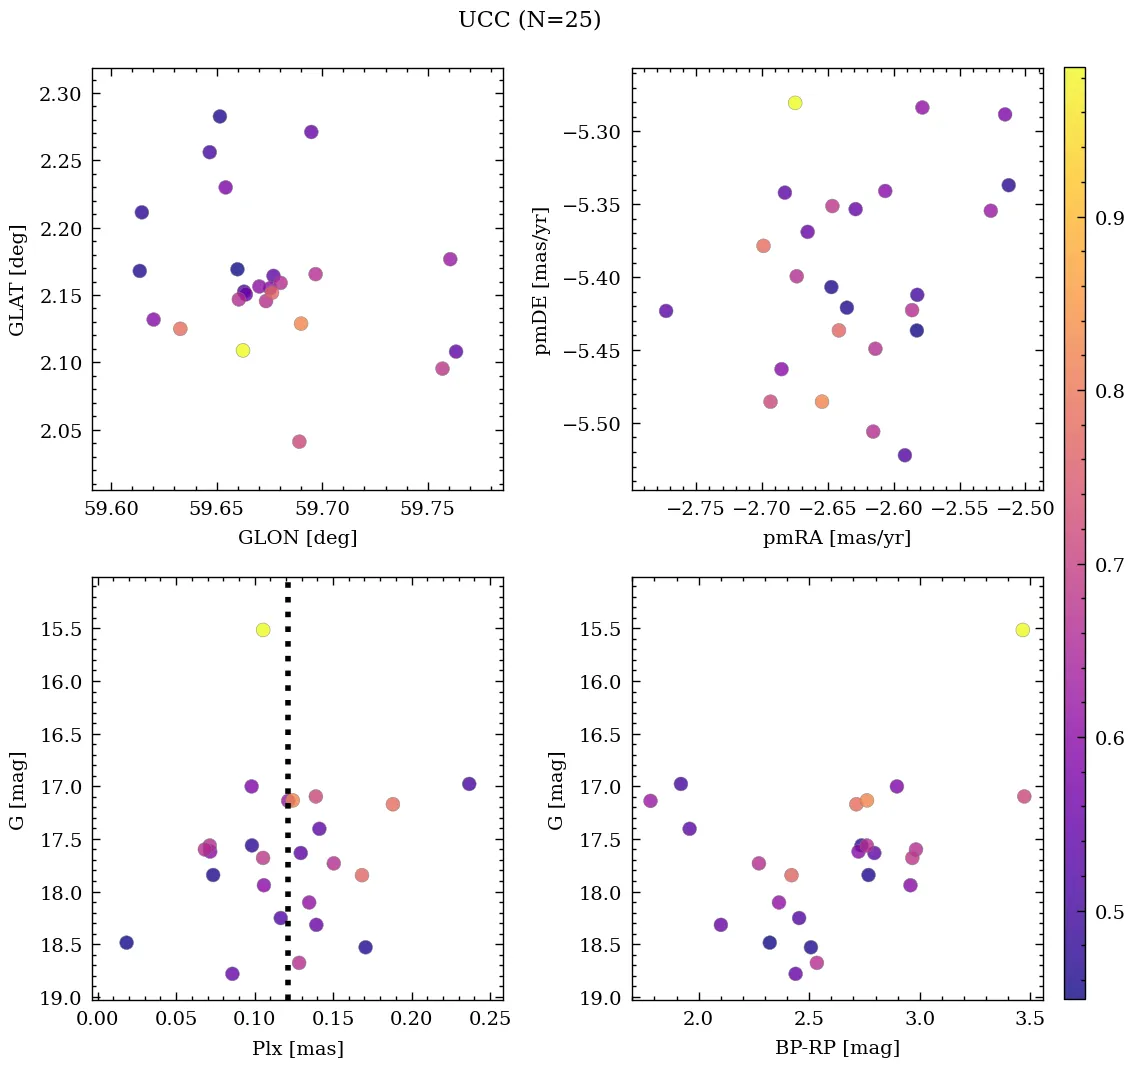 UCC (N=25)
2.30
2.25
2.20
2.15
2.10
2.05
GLAT [deg]
59.60 59.65 59.70 59.75
GLON [deg]
−5.30
−5.35
−5.40
−5.45
−5.50
pmDE [mas/yr]
−2.75 −2.70 −2.65 −2.60 −2.55 −2.50
pmRA [mas/yr]
15.5
16.0
16.5
17.0
17.5
18.0
18.5
19.0
G [mag]
0.00 0.05 0.10 0.15 0.20 0.25
Plx [mas]
15.5
16.0
16.5
17.0
17.5
18.0
18.5
19.0
G [mag]
2.0 2.5 3.0 3.5
BP-RP [mag]
0.9
0.8
0.7
0.6
0.5